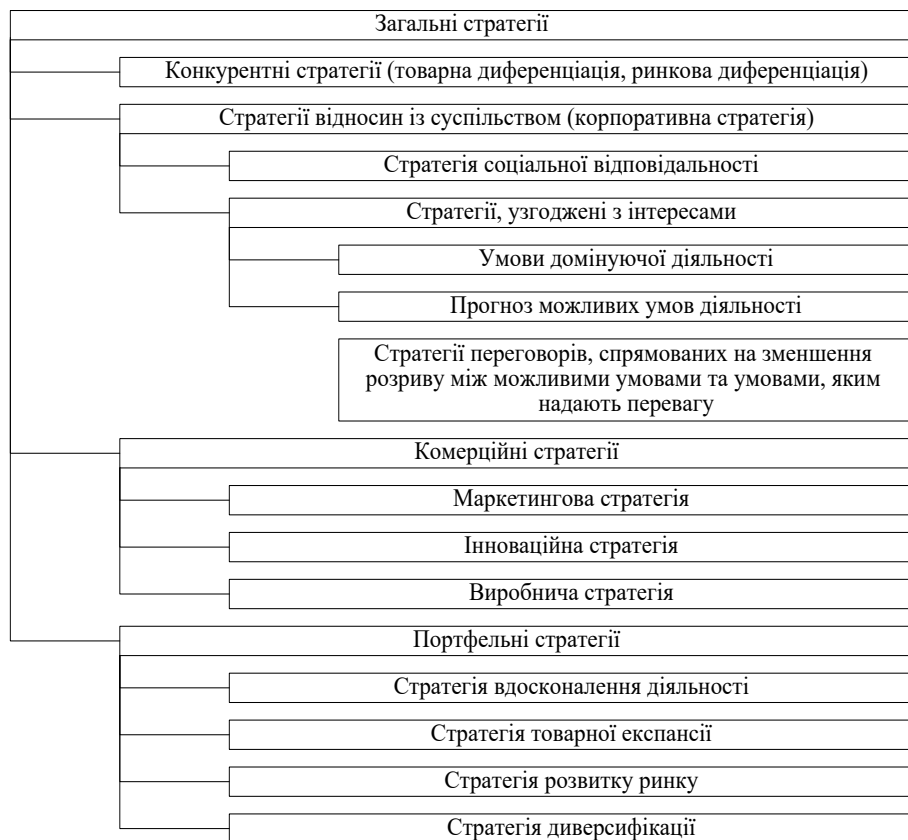 Загальні стратегії
Конкурентні стратегії (товарна диференціація, ринкова диференціація)
Стратегії відносин із суспільством (корпоративна стратегія)
Стратегія соціальної відповідальності
Стратегії, узгоджені з інтересами
Умови домінуючої діяльності
Прогноз можливих умов діяльності
Стратегії переговорів, спрямованих на зменшення
розриву між можливими умовами та умовами, яким
надають перевагу
Комерційні стратегії
Маркетингова стратегія
Інноваційна стратегія
Виробнича стратегія
Портфельні стратегії
Стратегія вдосконалення діяльності
Стратегія товарної експансії
Стратегія розвитку ринку
Стратегія диверсифікації